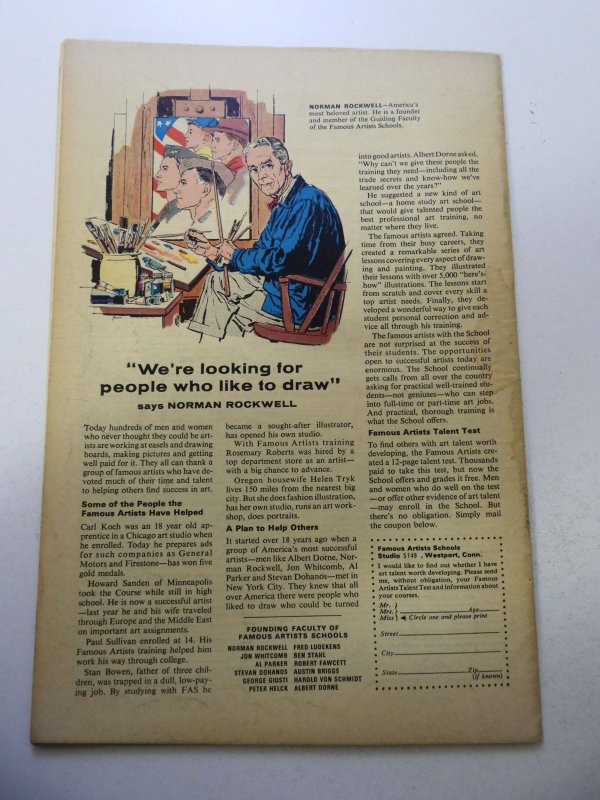 NORMAN ROCKWELL—America's
most beloved artist. He is a founder
and member of the Guiding Faculty
of the Famous Artists Schools.
"We're looking for
people who like to draw"
says NORMAN ROCKWELL
Today hundreds of men and women
who never thought they could be art-
ists are working at easels and drawing
boards, making pictures and getting
well paid for it. They all can thank a
group of famous artists who have de-
voted much of their time and talent
to helping others find success in art.
Some of the People the
Famous Artists Have Helped
Carl Koch was an 18 year old ap-
prentice in a Chicago art studio when
he enrolled. Today he prepares ads
for such companies as General
Motors and Firestone—has won five
gold medals.
Howard Sanden of Minneapolis
took the Course while still in high
school. He is now a successful artist
—last year he and his wife traveled
through Europe and the Middle East
on important art assignments.
Paul Sullivan enrolled at 14. His
Famous Artists training helped him
work his way through college.
Stan Bowen, father of three chil-
dren, was trapped in a dull, low-pay-
ing job. By studying with FAS he
became a sought-after illustrator,
has opened his own studio.
With Famous Artists training
Rosemary Roberts was hired by a
top department store as an artist—
with a big chance to advance.
Oregon housewife Helen Tryk
lives 150 miles from the nearest big
city. But she does fashion illustration,
has her own studio, runs an art work-
shop, does portraits.
A Plan to Help Others
It started over 18 years ago when a
group of America's most successful
artists—men like Albert Dorne, Nor-
man Rockwell, Jon Whitcomb, Al
Parker and Stevan Dohanos—met in
New York City. They knew that all
over America there were people who
liked to draw who could be turned
FOUNDING FACULTY OF
FAMOUS ARTISTS SCHOOLS
NORMAN ROCKWELL FRED LUDEKENS
JON WHITCOMB BEN STAHL
AL PARKER ROBERT FAWCETT
STEVAN DOHANOS AUSTIN BRIGGS
GEORGE GIUSTI HAROLD VON SCHMIDT
PETER HELCK ALBERT DORNE
into good artists. Albert Dorne asked,
"Why can't we give these people the
training they need—including all the
trade secrets and know-how we've
learned over the years?"
He suggested a new kind of art
school—a home study art school—
that would give talented people the
best professional art training, no
matter where they live.
The famous artists agreed. Taking
time from their busy careers, they
created a remarkable series of art
lessons covering every aspect of draw-
ing and painting. They illustrated
their lessons with over 5,000 "here's-
how" illustrations. The lessons start
from scratch and cover every skill a
top artist needs. Finally, they de-
veloped a wonderful way to give each
student personal correction and ad-
vice all through his training.
The famous artists with the School
are not surprised at the success of
their students. The opportunities
open to successful artists today are
enormous. The School continually
gets calls from all over the country
asking for practical well-trained stu-
dents—not geniuses—who can step
into full-time or part-time art jobs.
And practical, thorough training is
what the School offers.
Famous Artists Talent Test
To find others with art talent worth
developing, the Famous Artists cre-
ated a 12-page talent test. Thousands
paid to take this test, but now the
School offers and grades it free. Men
and women who do well on the test
—or offer other evidence of art talent
—may enroll in the School. But
there's no obligation. Simply mail
the coupon below.
Famous Artists Schools
Studio 5149, Westport, Conn.
I would like to find out whether I have
art talent worth developing. Please send
me, without obligation, your Famous
Artists Talent Test and information about
your courses.
Mr.
Mrs. Age
Miss Circle one and please print
Street
City
State Zip
(if known)